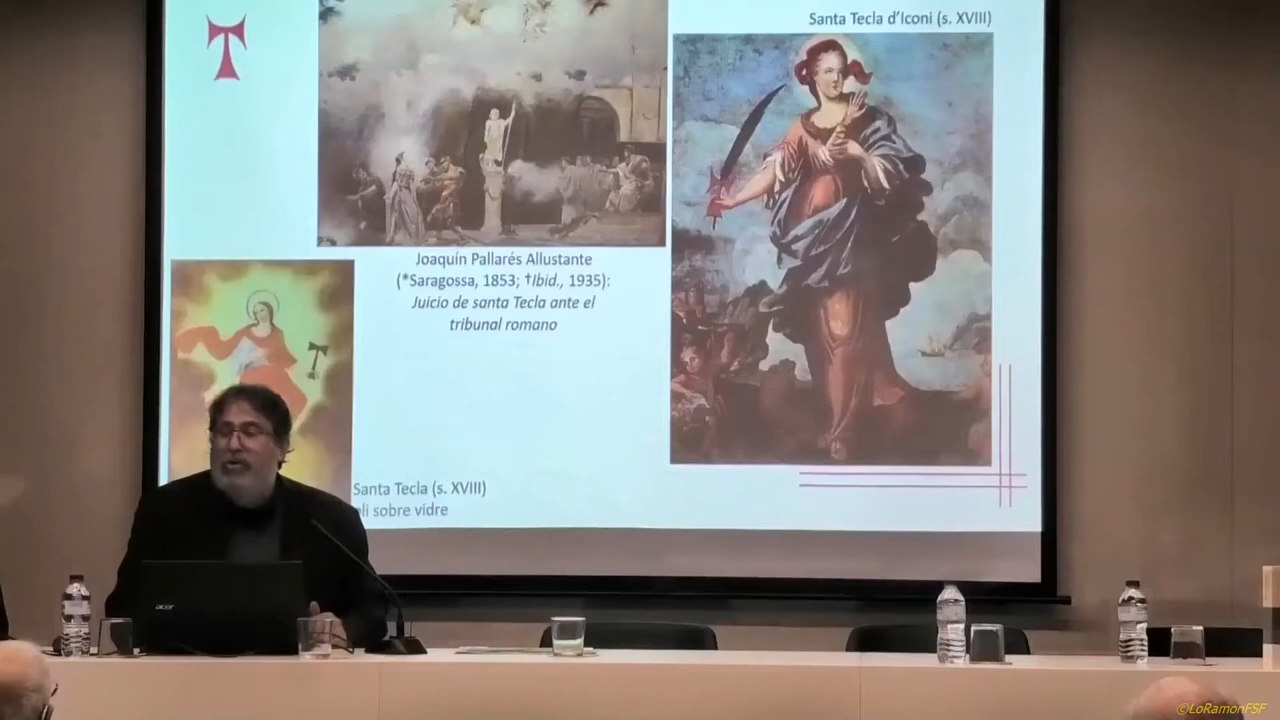 Santa Tecla d'Iconi (s. XVIII)
Joaquín Pallarés Allustante
(*Saragossa, 1853; †Ibid., 1935):
Juicio de santa Tecla ante el
tribunal romano
Santa Tecla (s. XVIII)
oli sobre vidre
acer
©LoRamonFSF